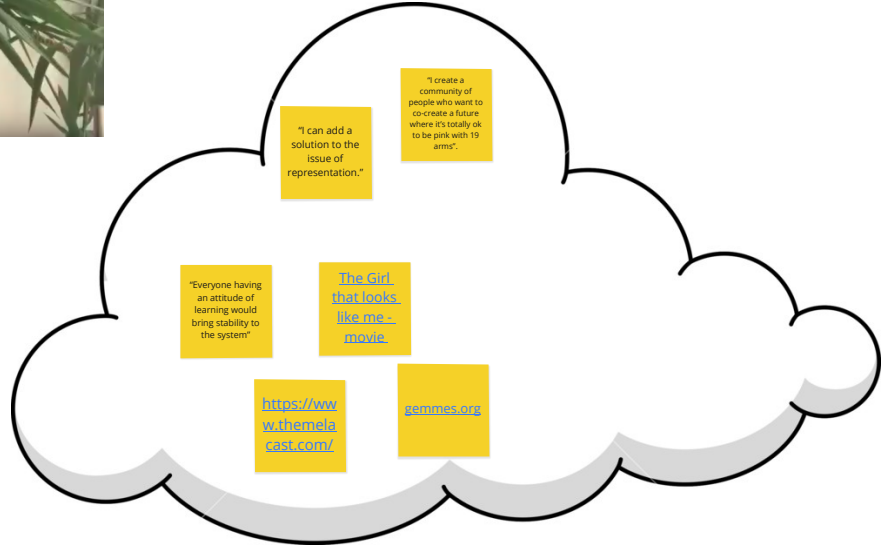 "I create a
community of
people who want to
co-create a future
where it's totally ok
to be pink with 19
arms".
"I can add a
solution to the
issue of
representation."
"Everyone having
an attitude of
learning would
bring stability to
the system"
The Girl
that looks
like me -
movie
https://ww
w.themela
cast.com/
gemmes.org